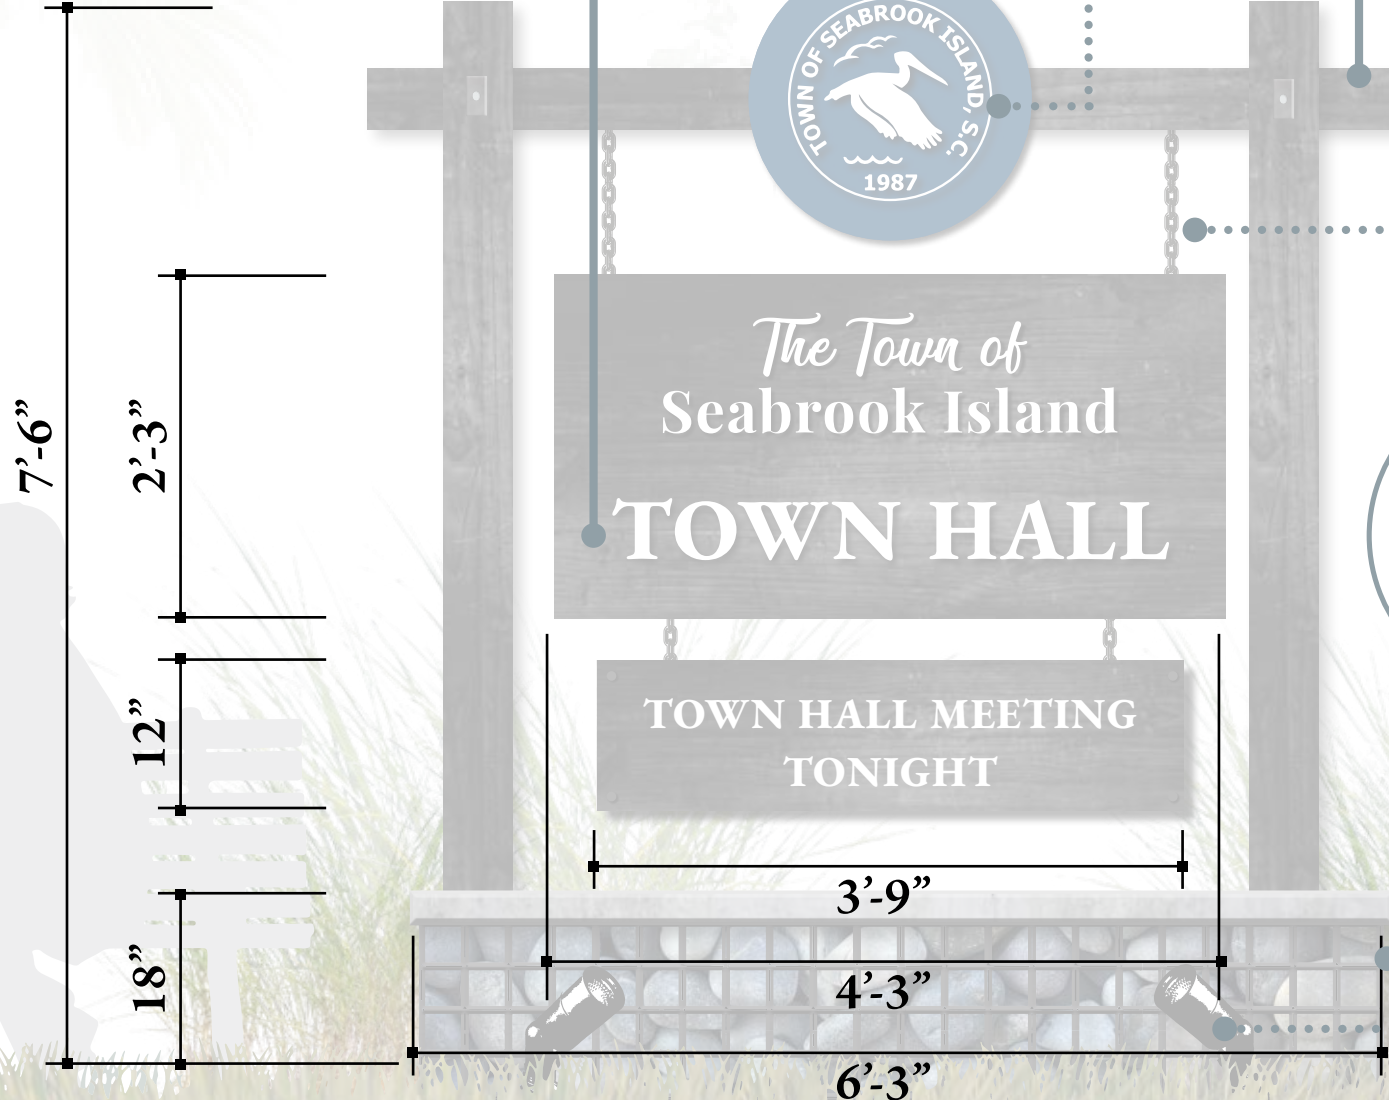 TOWN OF SEABROOK ISLAND, S.C.
1987
The Town of
Seabrook Island
TOWN HALL
TOWN HALL MEETING
TONIGHT
7’-6”
2’-3”
12”
18”
3’-9”
4’-3”
6’-3”